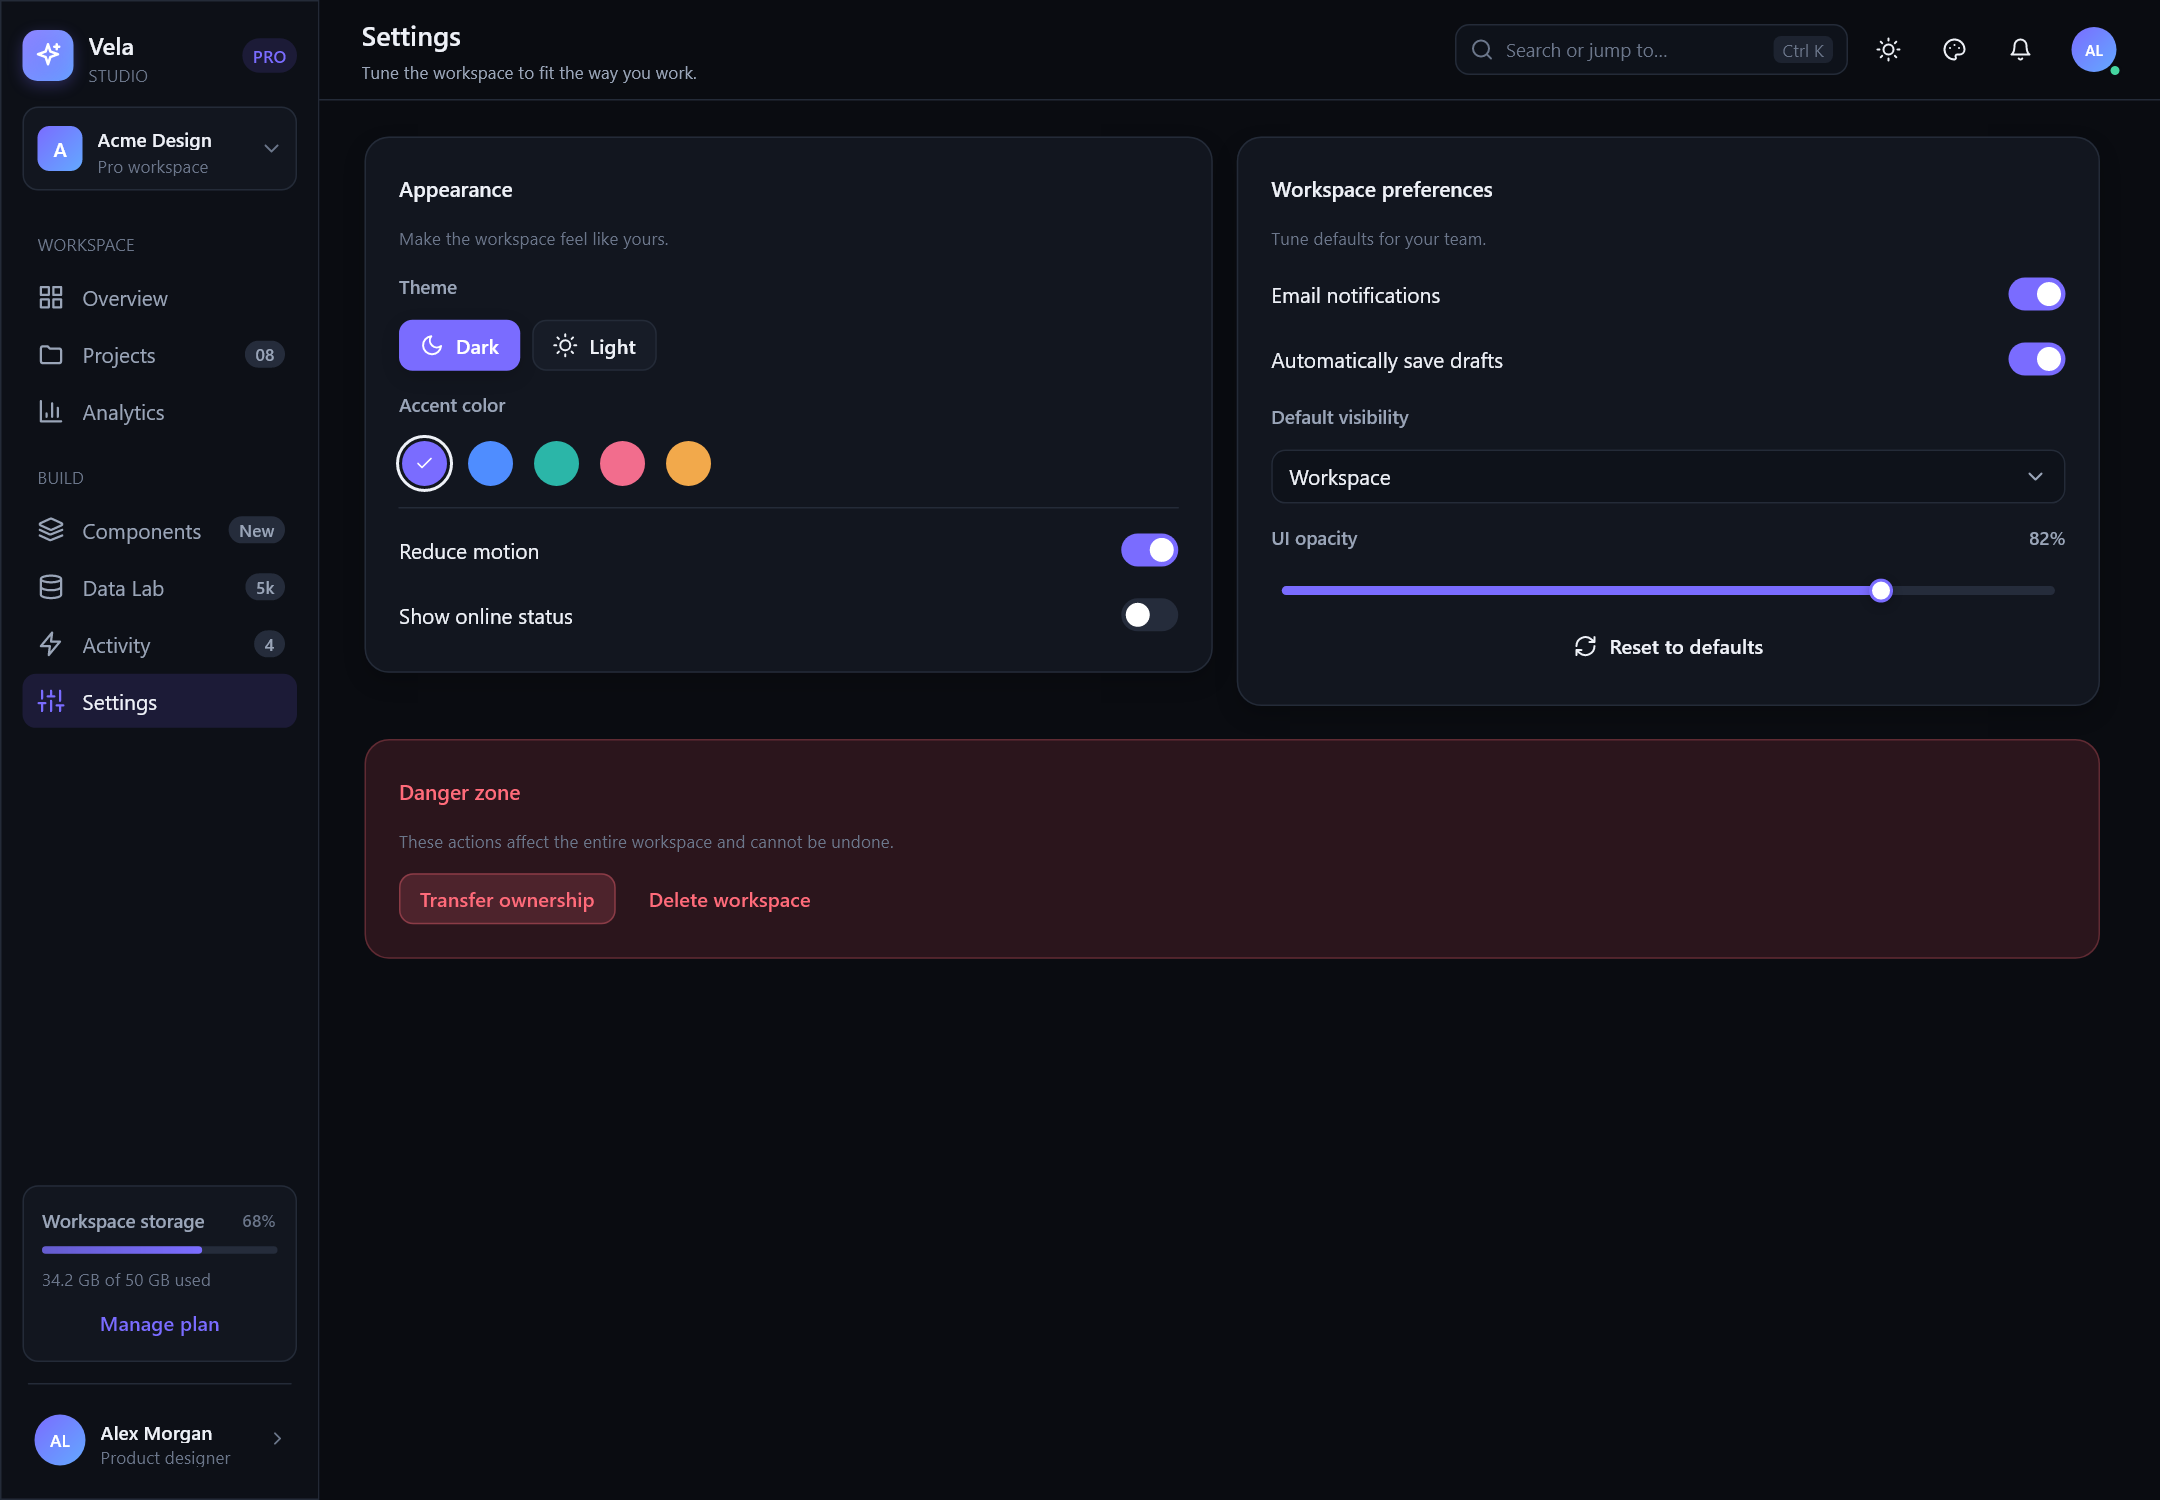 Vela
STUDIO
PRO
A
Acme Design
Pro workspace
WORKSPACE
Overview
Projects
08
Analytics
BUILD
Components
New
Data Lab
5k
Activity
4
Settings
Workspace storage
68%
34.2 GB of 50 GB used
Manage plan
AL
Alex Morgan
Product designer
Settings
Tune the workspace to fit the way you work.
Search or jump to...
Ctrl K
AL
Appearance
Make the workspace feel like yours.
Theme
Dark
Light
Accent color
Reduce motion
Show online status
Workspace preferences
Tune defaults for your team.
Email notifications
Automatically save drafts
Default visibility
Workspace
UI opacity
82%
Reset to defaults
Danger zone
These actions affect the entire workspace and cannot be undone.
Transfer ownership
Delete workspace